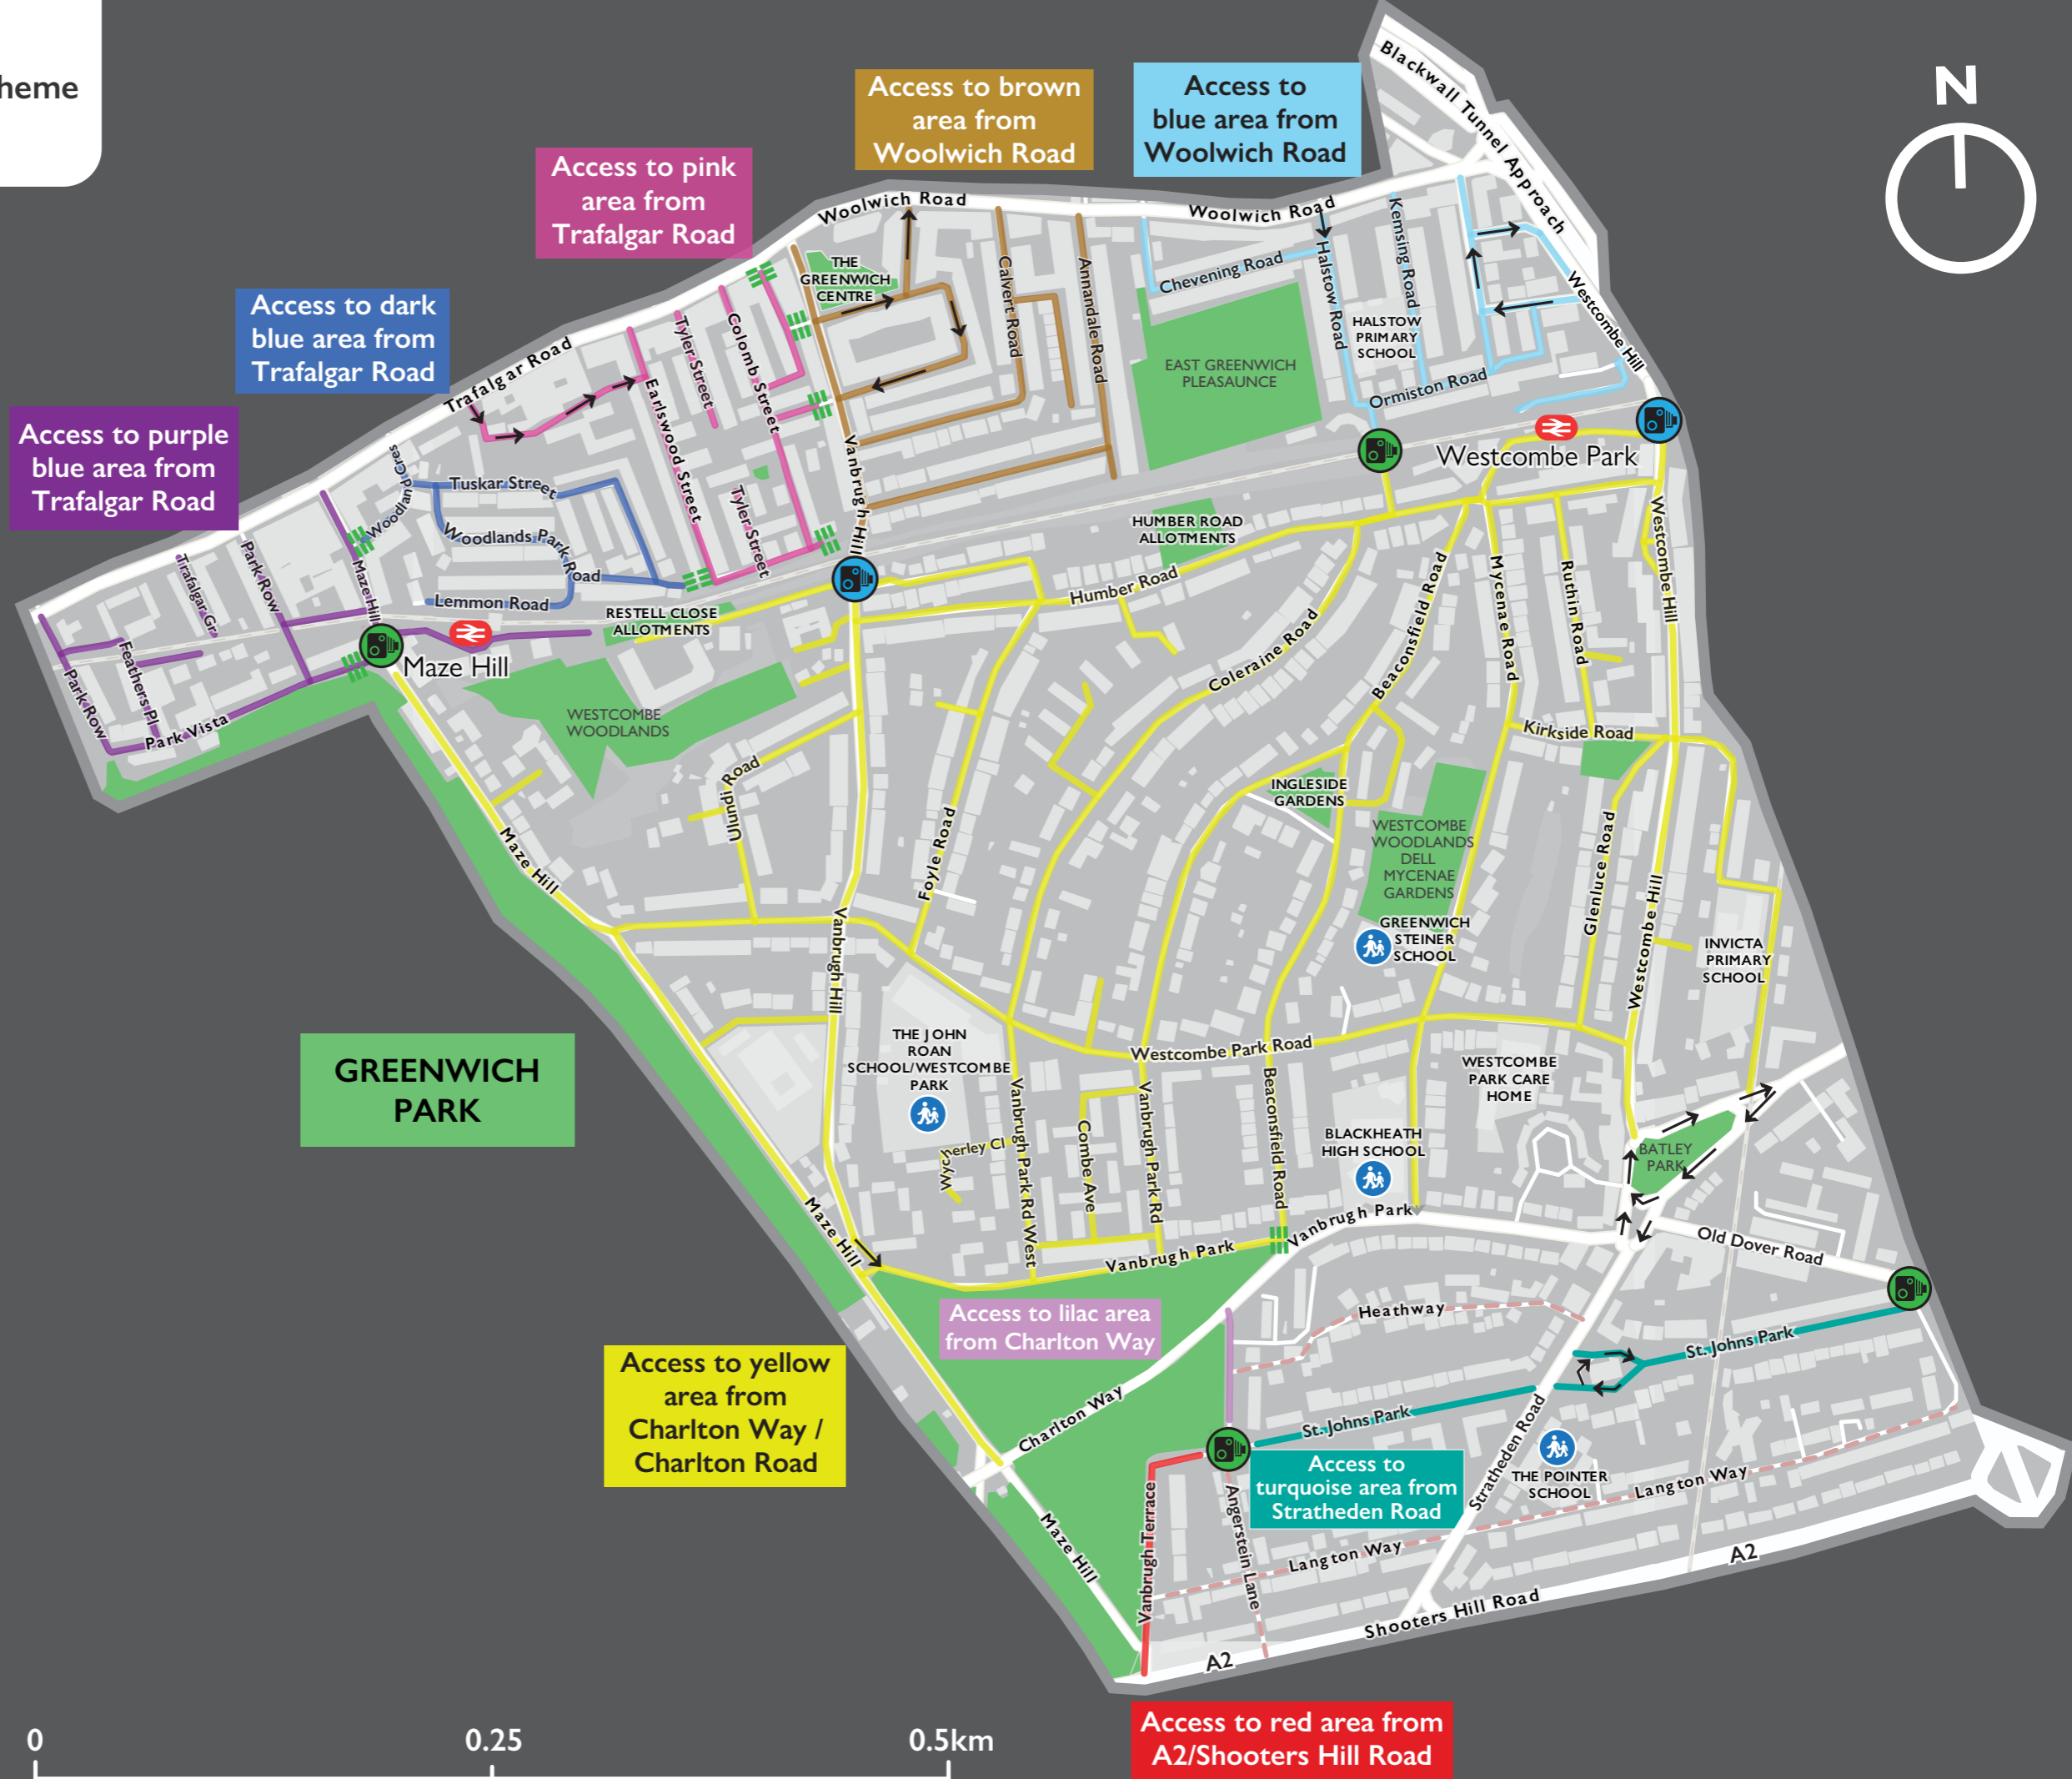 heme
N
Access to brown
area from
Woolwich Road
Access to
blue area from
Woolwich Road
Access to pink
area from
Trafalgar Road
Access to dark
blue area from
Trafalgar Road
Access to purple
blue area from
Trafalgar Road
Blackwall Tunnel Approach
Woolwich Road
Woolwich Road
Trafalgar Road
THE
GREENWICH
CENTRE
Calvert Road
Annandale Road
Chevening Road
Halstow Road
Kemsing Road
HALSTOW
PRIMARY
SCHOOL
Ormiston Road
Westcombe Hill
EAST GREENWICH
PLEASAUNCE
Westcombe Park
Tyler Street
Colomb Street
Earlswood Street
Tyler Street
Vanbrugh Hill
Woodland Cres
Tuskar Street
Woodlands Park Road
Lemmon Road
Trafalgar Gr
Park Row
Maze Hill
Feathers Pl
Park Row
Park Vista
Maze Hill
RESTELL CLOSE
ALLOTMENTS
HUMBER ROAD
ALLOTMENTS
Humber Road
WESTCOMBE
WOODLANDS
Ulundi Road
Maze Hill
Foyle Road
Coleraine Road
Beaconsfield Road
Mycenae Road
Ruthin Road
Westcombe Hill
Kirkside Road
INGLESIDE
GARDENS
WESTCOMBE
WOODLANDS
DELL
MYCENAE
GARDENS
GREENWICH
STEINER
SCHOOL
Glenluce Road
Westcombe Hill
INVICTA
PRIMARY
SCHOOL
Vanbrugh Hill
THE JOHN
ROAN
SCHOOL/WESTCOMBE
PARK
Westcombe Park Road
WESTCOMBE
PARK CARE
HOME
Wycherley Cl
Vanbrugh Park Rd West
Combe Ave
Vanbrugh Park Rd
Beaconsfield Road
BLACKHEATH
HIGH SCHOOL
BATLEY
PARK
GREENWICH
PARK
Maze Hill
Vanbrugh Park
Vanbrugh Park
Old Dover Road
Access to lilac area
from Charlton Way
Heathway
St. Johns Park
Access to yellow
area from
Charlton Way /
Charlton Road
Charlton Way
St. Johns Park
Stratheden Road
Access to
turquoise area from
Stratheden Road
THE POINTER
SCHOOL
Langton Way
Maze Hill
Vanbrugh Terrace
Angerstein Lane
Langton Way
A2
Shooters Hill Road
A2
Access to red area from
A2/Shooters Hill Road
0
0.25
0.5km